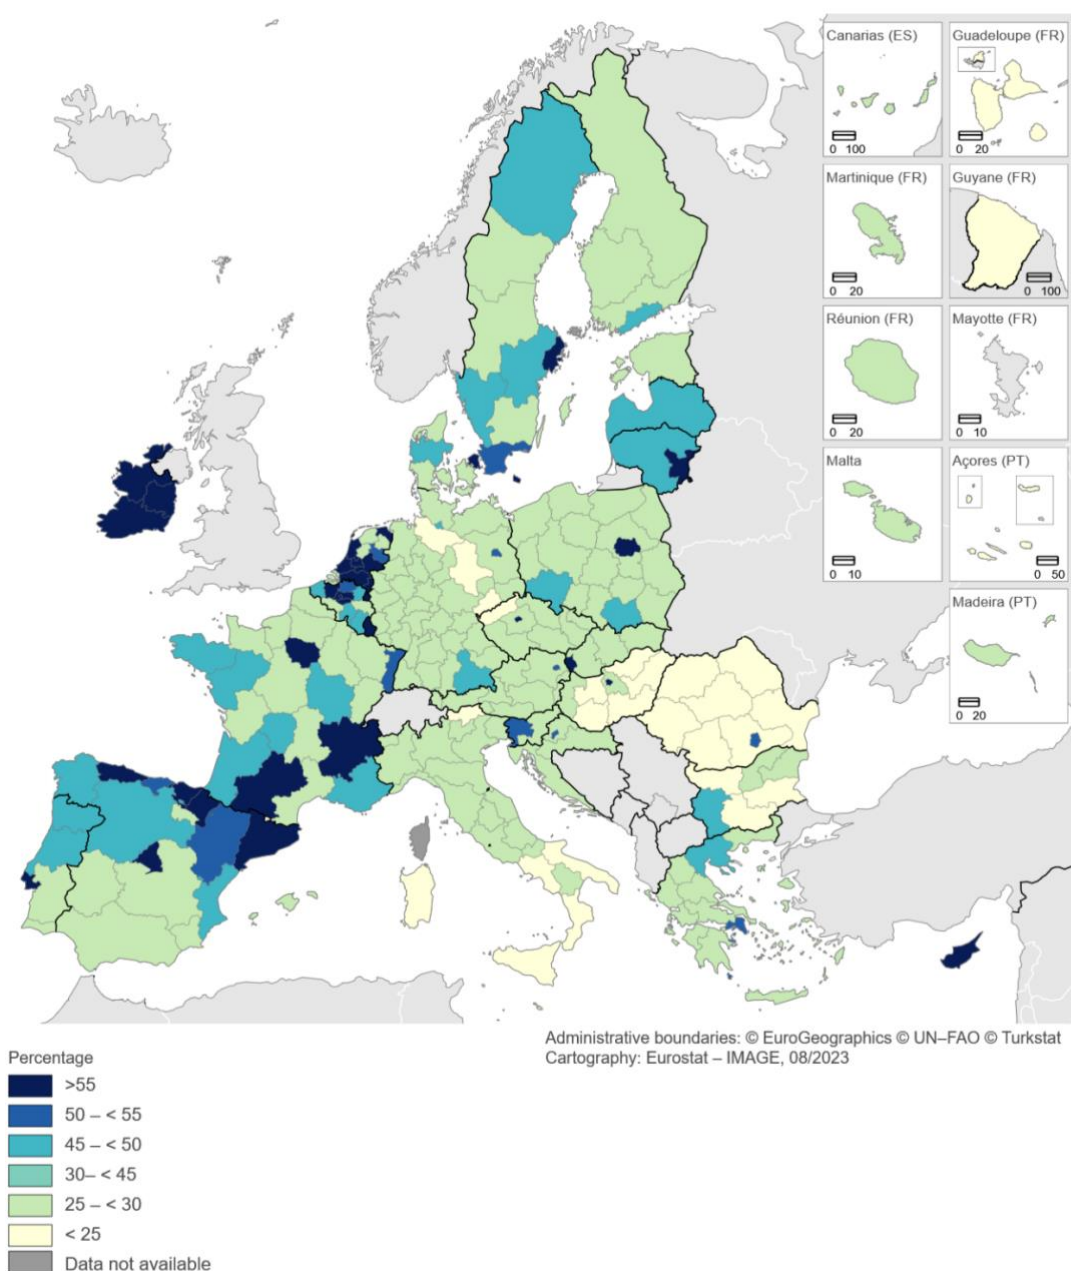 Canarias (ES)
0 100
Guadeloupe (FR)
0 20
Martinique (FR)
0 20
Guyane (FR)
0 100
Réunion (FR)
0 20
Mayotte (FR)
0 10
Malta
0 10
Açores (PT)
0 50
Madeira (PT)
0 20
Administrative boundaries: © EuroGeographics © UN–FAO © Turkstat
Cartography: Eurostat – IMAGE, 08/2023
Percentage
>55
50 – < 55
45 – < 50
30– < 45
25 – < 30
< 25
Data not available